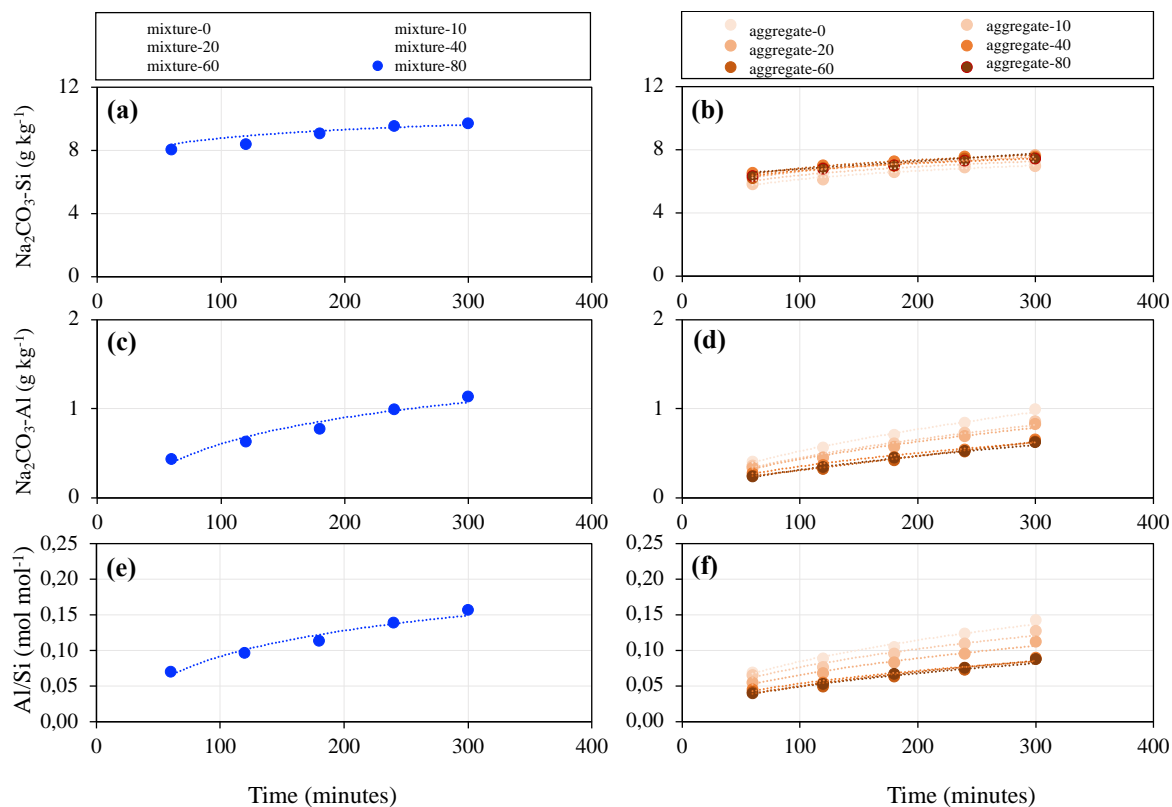 mixture-0 mixture-10
mixture-20 mixture-40
mixture-60 mixture-80
aggregate-0 aggregate-10
aggregate-20 aggregate-40
aggregate-60 aggregate-80
(a)
Na₂CO₃-Si (g kg⁻¹)
12
8
4
0
0 100 200 300 400
(b)
12
8
4
0
0 100 200 300 400
(c)
Na₂CO₃-Al (g kg⁻¹)
2
1
0
0 100 200 300 400
(d)
2
1
0
0 100 200 300 400
(e)
Al/Si (mol mol⁻¹)
0,25
0,20
0,15
0,10
0,05
0,00
0 100 200 300 400
Time (minutes)
(f)
0,25
0,20
0,15
0,10
0,05
0,00
0 100 200 300 400
Time (minutes)